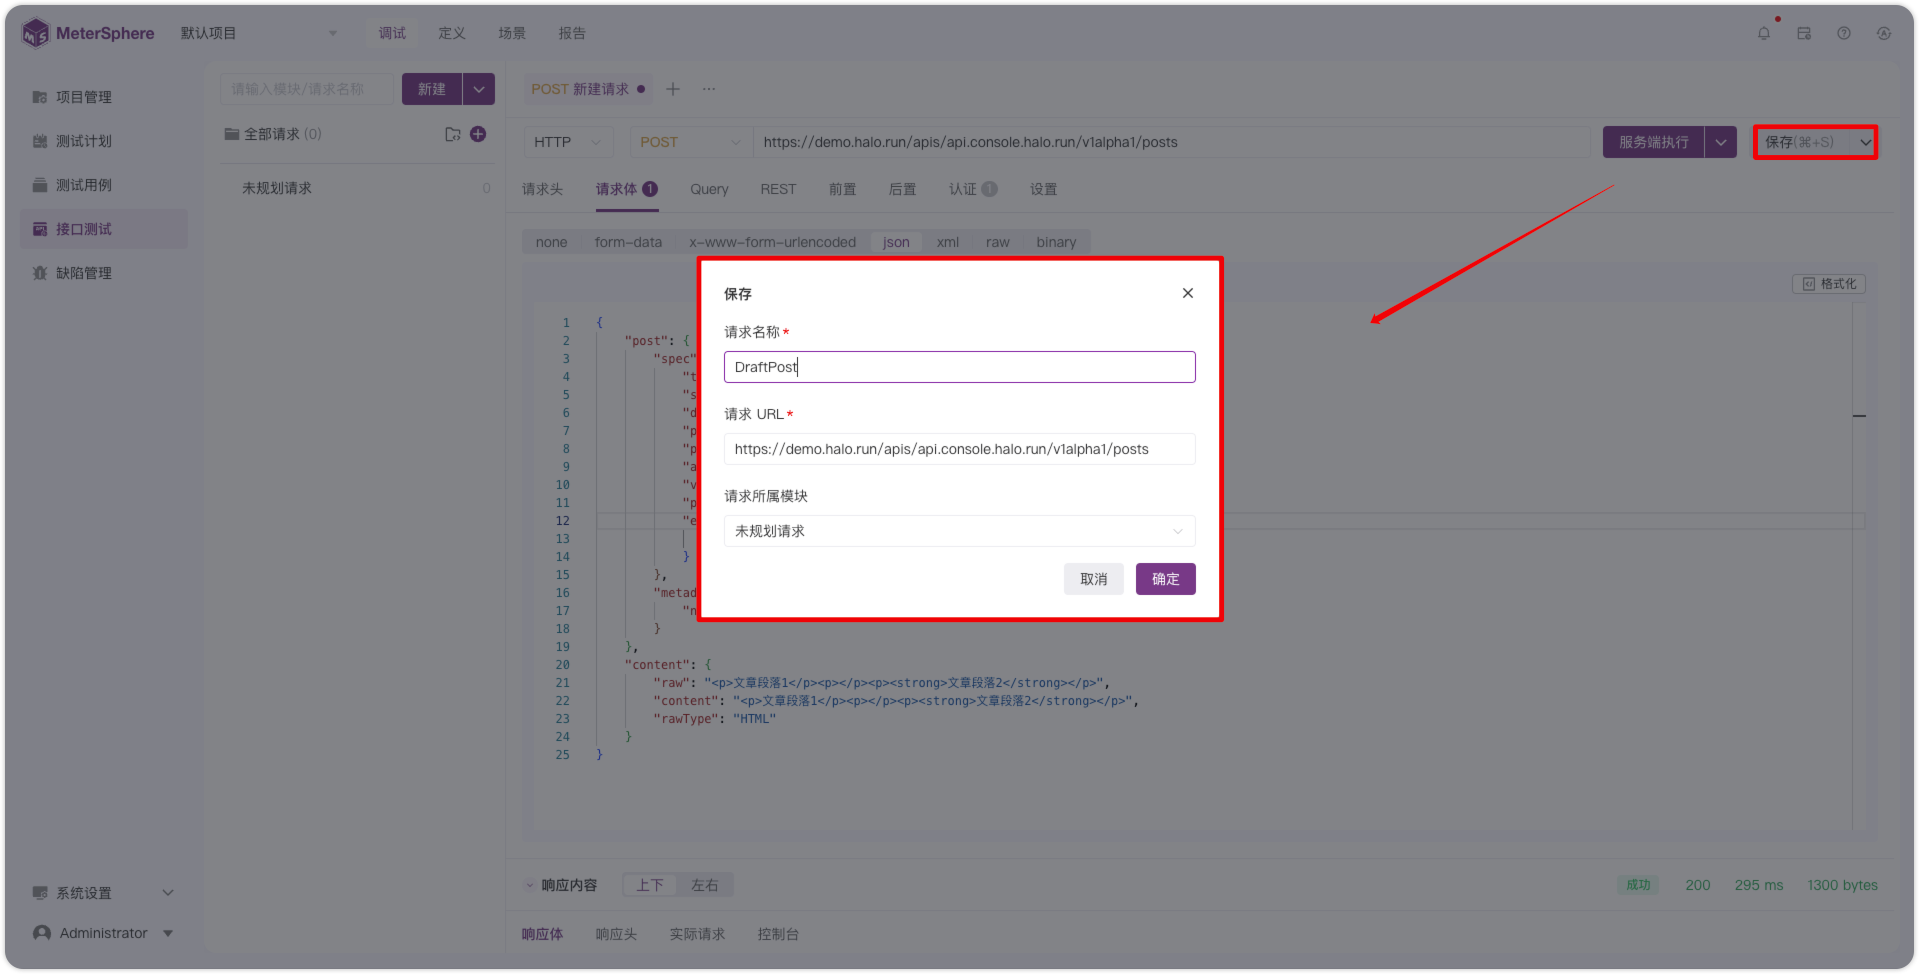 MeterSphere
默认项目
调试
定义
场景
报告
项目管理
测试计划
测试用例
接口测试
缺陷管理
系统设置
Administrator
请输入模块/请求名称
新建
全部请求 (0)
未规划请求
0
POST 新建请求
HTTP
POST
https://demo.halo.run/apis/api.console.halo.run/v1alpha1/posts
服务端执行
保存(⌘+S)
请求头
请求体 1
Query
REST
前置
后置
认证 1
设置
none
form-data
x-www-form-urlencoded
json
xml
raw
binary
格式化
1 {
2 "post": {
3 "spec"
4 "t
5 "s
6 "d
7 "p
8 "p
9 "a
10 "v
11 "p
12 "e
13
14 }
15 },
16 "metad
17 "n
18 }
19 },
20 "content": {
21 "raw": "<p>文章段落1</p><p></p><p><strong>文章段落2</strong></p>",
22 "content": "<p>文章段落1</p><p></p><p><strong>文章段落2</strong></p>",
23 "rawType": "HTML"
24 }
25 }
保存
请求名称*
DraftPost
请求 URL*
https://demo.halo.run/apis/api.console.halo.run/v1alpha1/posts
请求所属模块
未规划请求
取消
确定
响应内容
上下
左右
成功
200
295 ms
1300 bytes
响应体
响应头
实际请求
控制台